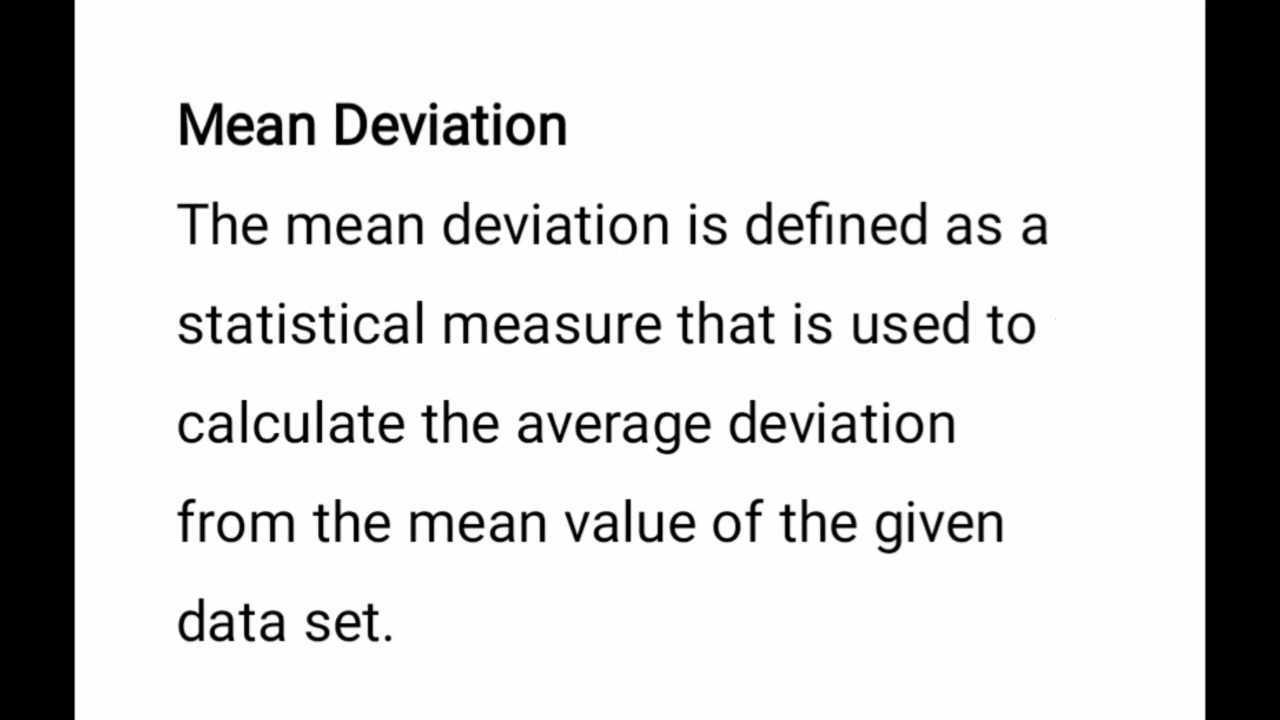 Mean Deviation
The mean deviation is defined as a
statistical measure that is used to
calculate the average deviation
from the mean value of the given
data set.